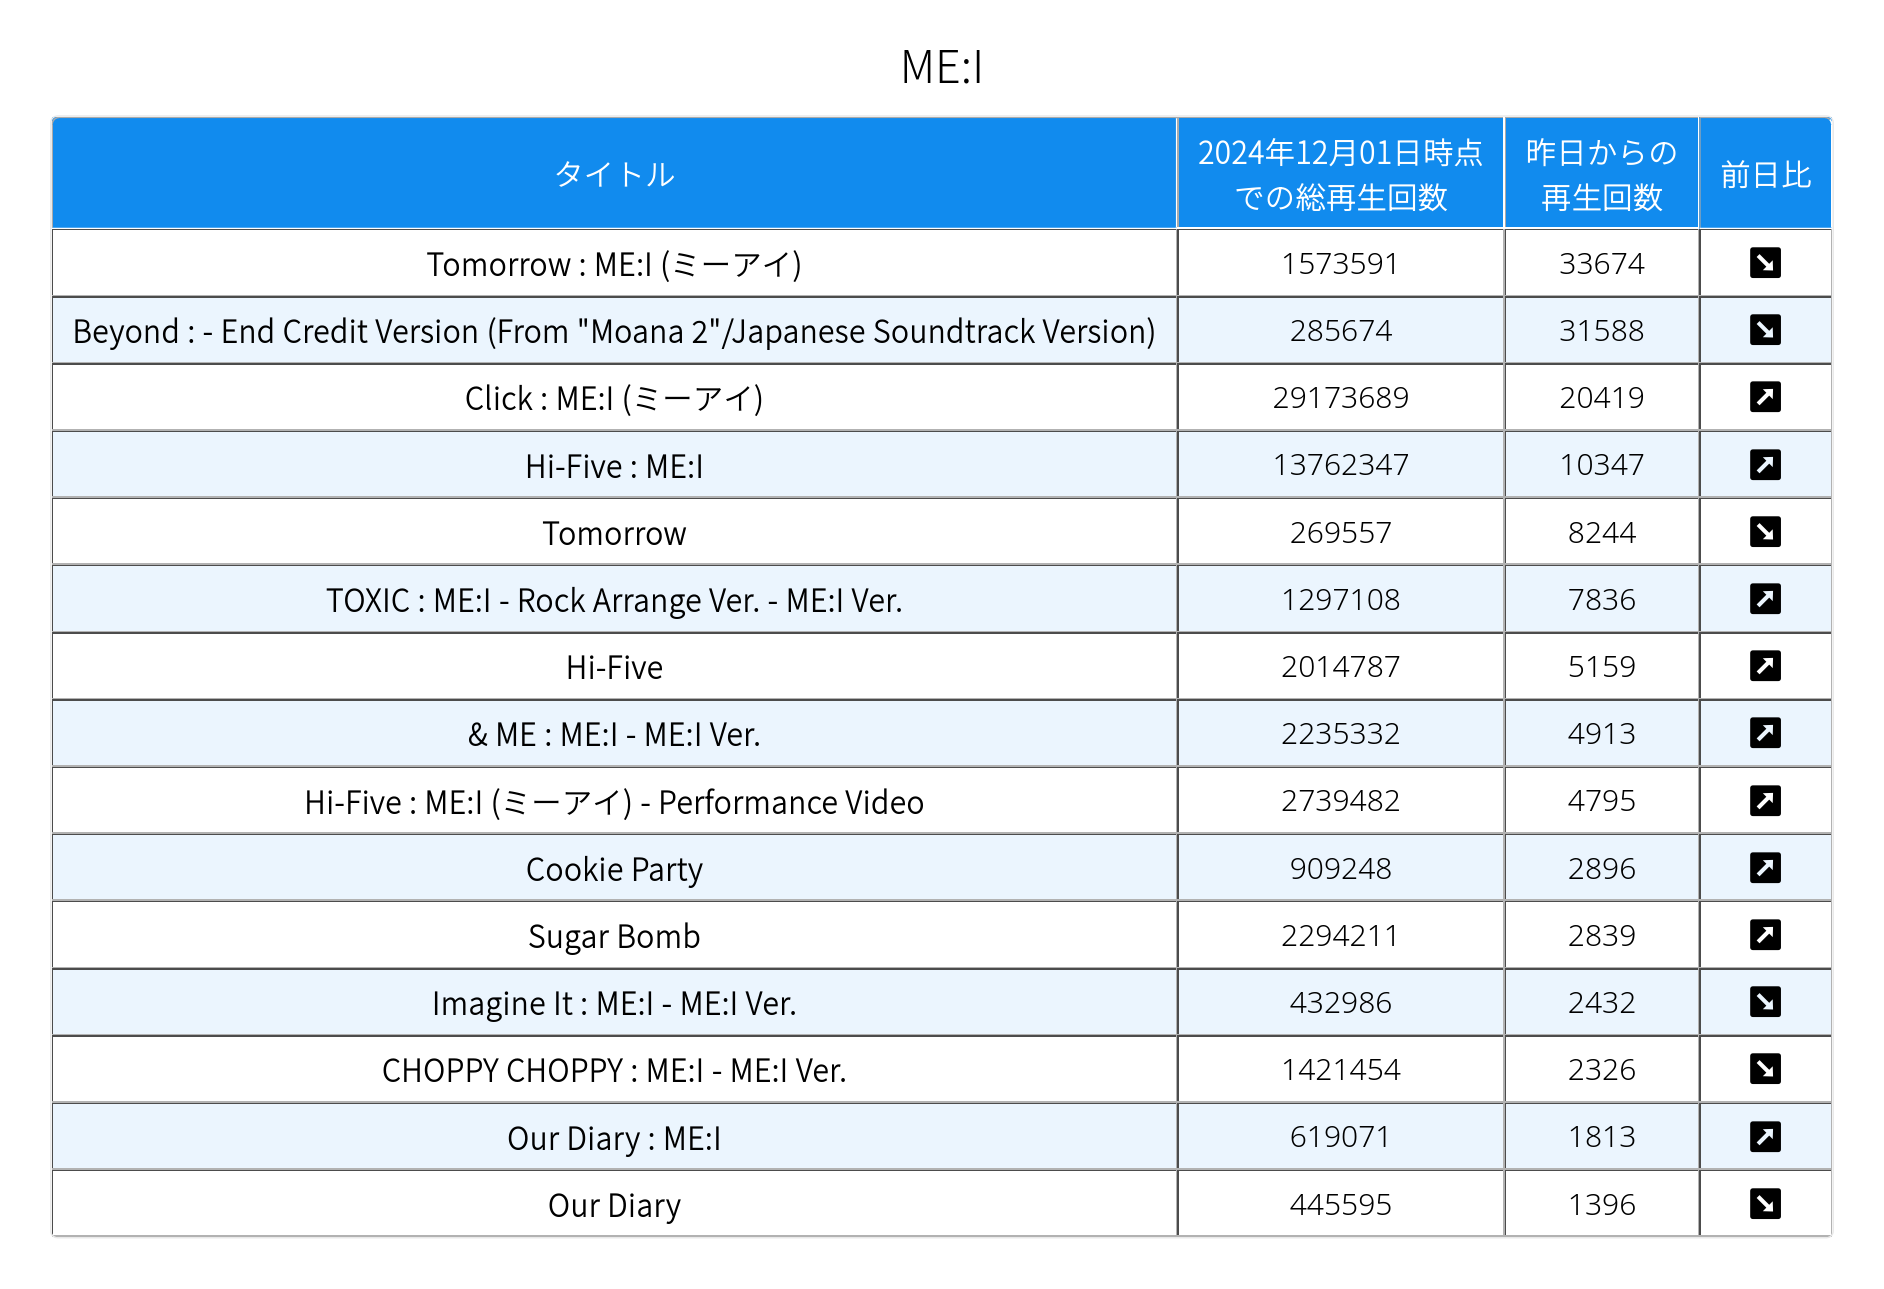 ME:I
タイトル 2024年12月01日時点での総再生回数 昨日からの再生回数 前日比
Tomorrow : ME:I (ミーアイ) 1573591 33674 ↘
Beyond : - End Credit Version (From "Moana 2"/Japanese Soundtrack Version) 285674 31588 ↘
Click : ME:I (ミーアイ) 29173689 20419 ↗
Hi-Five : ME:I 13762347 10347 ↗
Tomorrow 269557 8244 ↘
TOXIC : ME:I - Rock Arrange Ver. - ME:I Ver. 1297108 7836 ↗
Hi-Five 2014787 5159 ↗
& ME : ME:I - ME:I Ver. 2235332 4913 ↗
Hi-Five : ME:I (ミーアイ) - Performance Video 2739482 4795 ↗
Cookie Party 909248 2896 ↗
Sugar Bomb 2294211 2839 ↗
Imagine It : ME:I - ME:I Ver. 432986 2432 ↘
CHOPPY CHOPPY : ME:I - ME:I Ver. 1421454 2326 ↘
Our Diary : ME:I 619071 1813 ↗
Our Diary 445595 1396 ↘